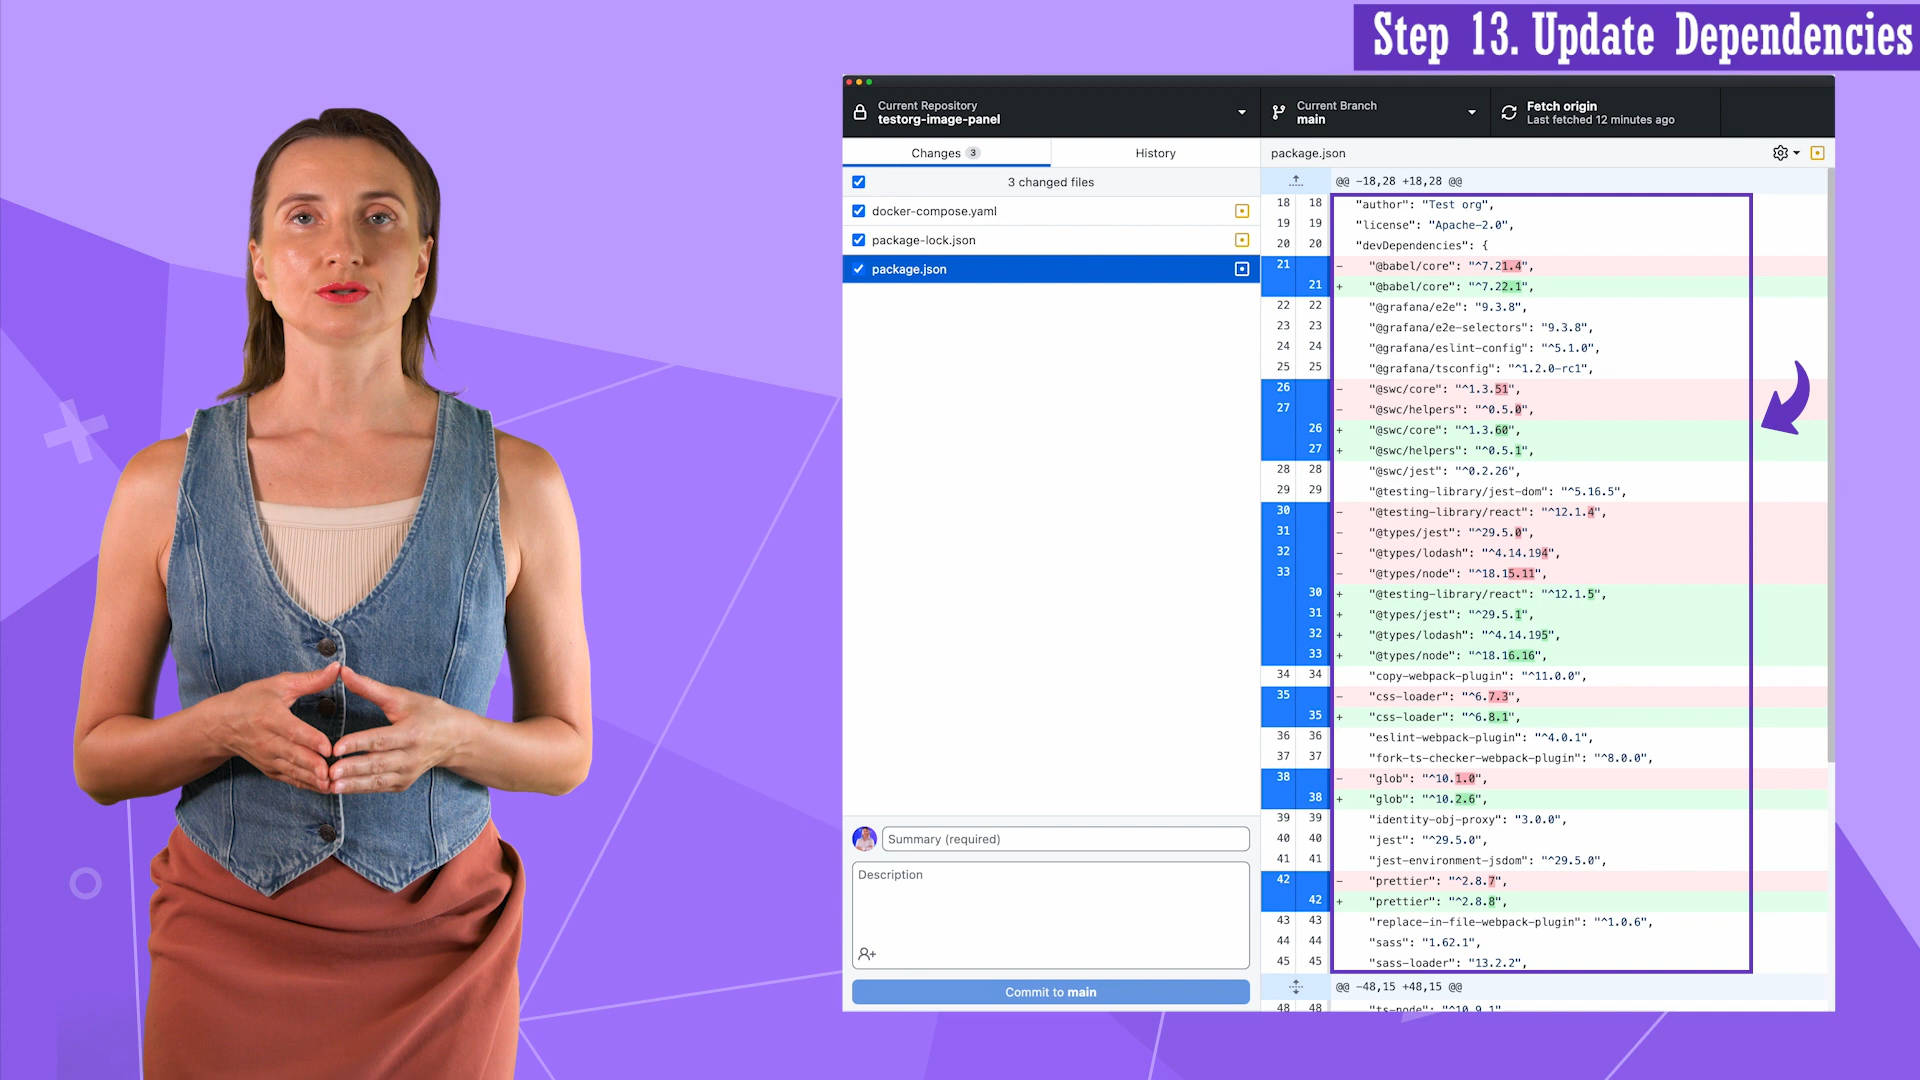 Step 13. Update Dependencies
Current Repository
testorg-image-panel
Current Branch
main
Fetch origin
Last fetched 12 minutes ago
Changes 3
History
package.json
3 changed files
docker-compose.yaml
package-lock.json
package.json
Summary (required)
Description
Commit to main
@@ -18,28 +18,28 @@
18 18 "author": "Test org",
19 19 "license": "Apache-2.0",
20 20 "devDependencies": {
21 - "@babel/core": "^7.21.4",
21 + "@babel/core": "^7.22.1",
22 22 "@grafana/e2e": "9.3.8",
23 23 "@grafana/e2e-selectors": "9.3.8",
24 24 "@grafana/eslint-config": "^5.1.0",
25 25 "@grafana/tsconfig": "^1.2.0-rc1",
26 - "@swc/core": "^1.3.51",
27 - "@swc/helpers": "^0.5.0",
26 + "@swc/core": "^1.3.60",
27 + "@swc/helpers": "^0.5.1",
28 28 "@swc/jest": "^0.2.26",
29 29 "@testing-library/jest-dom": "^5.16.5",
30 - "@testing-library/react": "^12.1.4",
31 - "@types/jest": "^29.5.0",
32 - "@types/lodash": "^4.14.194",
33 - "@types/node": "^18.15.11",
30 + "@testing-library/react": "^12.1.5",
31 + "@types/jest": "^29.5.1",
32 + "@types/lodash": "^4.14.195",
33 + "@types/node": "^18.16.16",
34 34 "copy-webpack-plugin": "^11.0.0",
35 - "css-loader": "^6.7.3",
35 + "css-loader": "^6.8.1",
36 36 "eslint-webpack-plugin": "^4.0.1",
37 37 "fork-ts-checker-webpack-plugin": "^8.0.0",
38 - "glob": "^10.1.0",
38 + "glob": "^10.2.6",
39 39 "identity-obj-proxy": "3.0.0",
40 40 "jest": "^29.5.0",
41 41 "jest-environment-jsdom": "^29.5.0",
42 - "prettier": "^2.8.7",
42 + "prettier": "^2.8.8",
43 43 "replace-in-file-webpack-plugin": "^1.0.6",
44 44 "sass": "1.62.1",
45 45 "sass-loader": "13.2.2",
@@ -48,15 +48,15 @@
48 48 "ts-node": "^10.9.1"